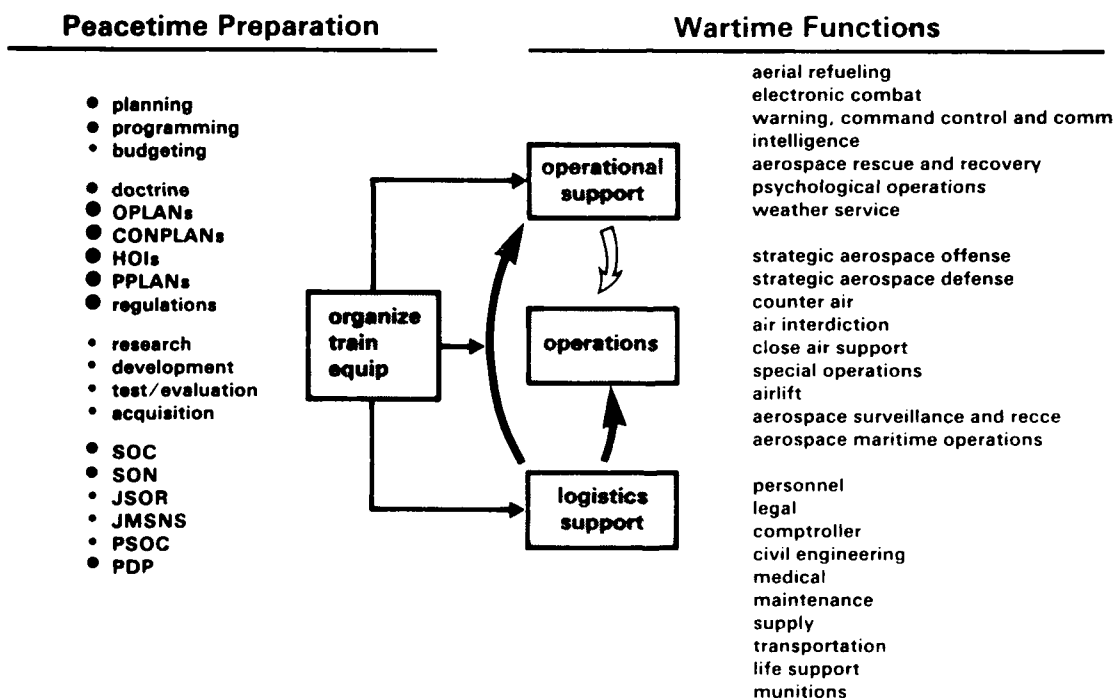 Peacetime Preparation
planning
programming
budgeting
doctrine
OPLANs
CONPLANs
HOIs
PPLANs
regulations
research
development
test/evaluation
acquisition
SOC
SON
JSOR
JMSNS
PSOC
PDP
organize
train
equip
Wartime Functions
operational
support
operations
logistics
support
aerial refueling
electronic combat
warning, command control and comm
intelligence
aerospace rescue and recovery
psychological operations
weather service
strategic aerospace offense
strategic aerospace defense
counter air
air interdiction
close air support
special operations
airlift
aerospace surveillance and recce
aerospace maritime operations
personnel
legal
comptroller
civil engineering
medical
maintenance
supply
transportation
life support
munitions